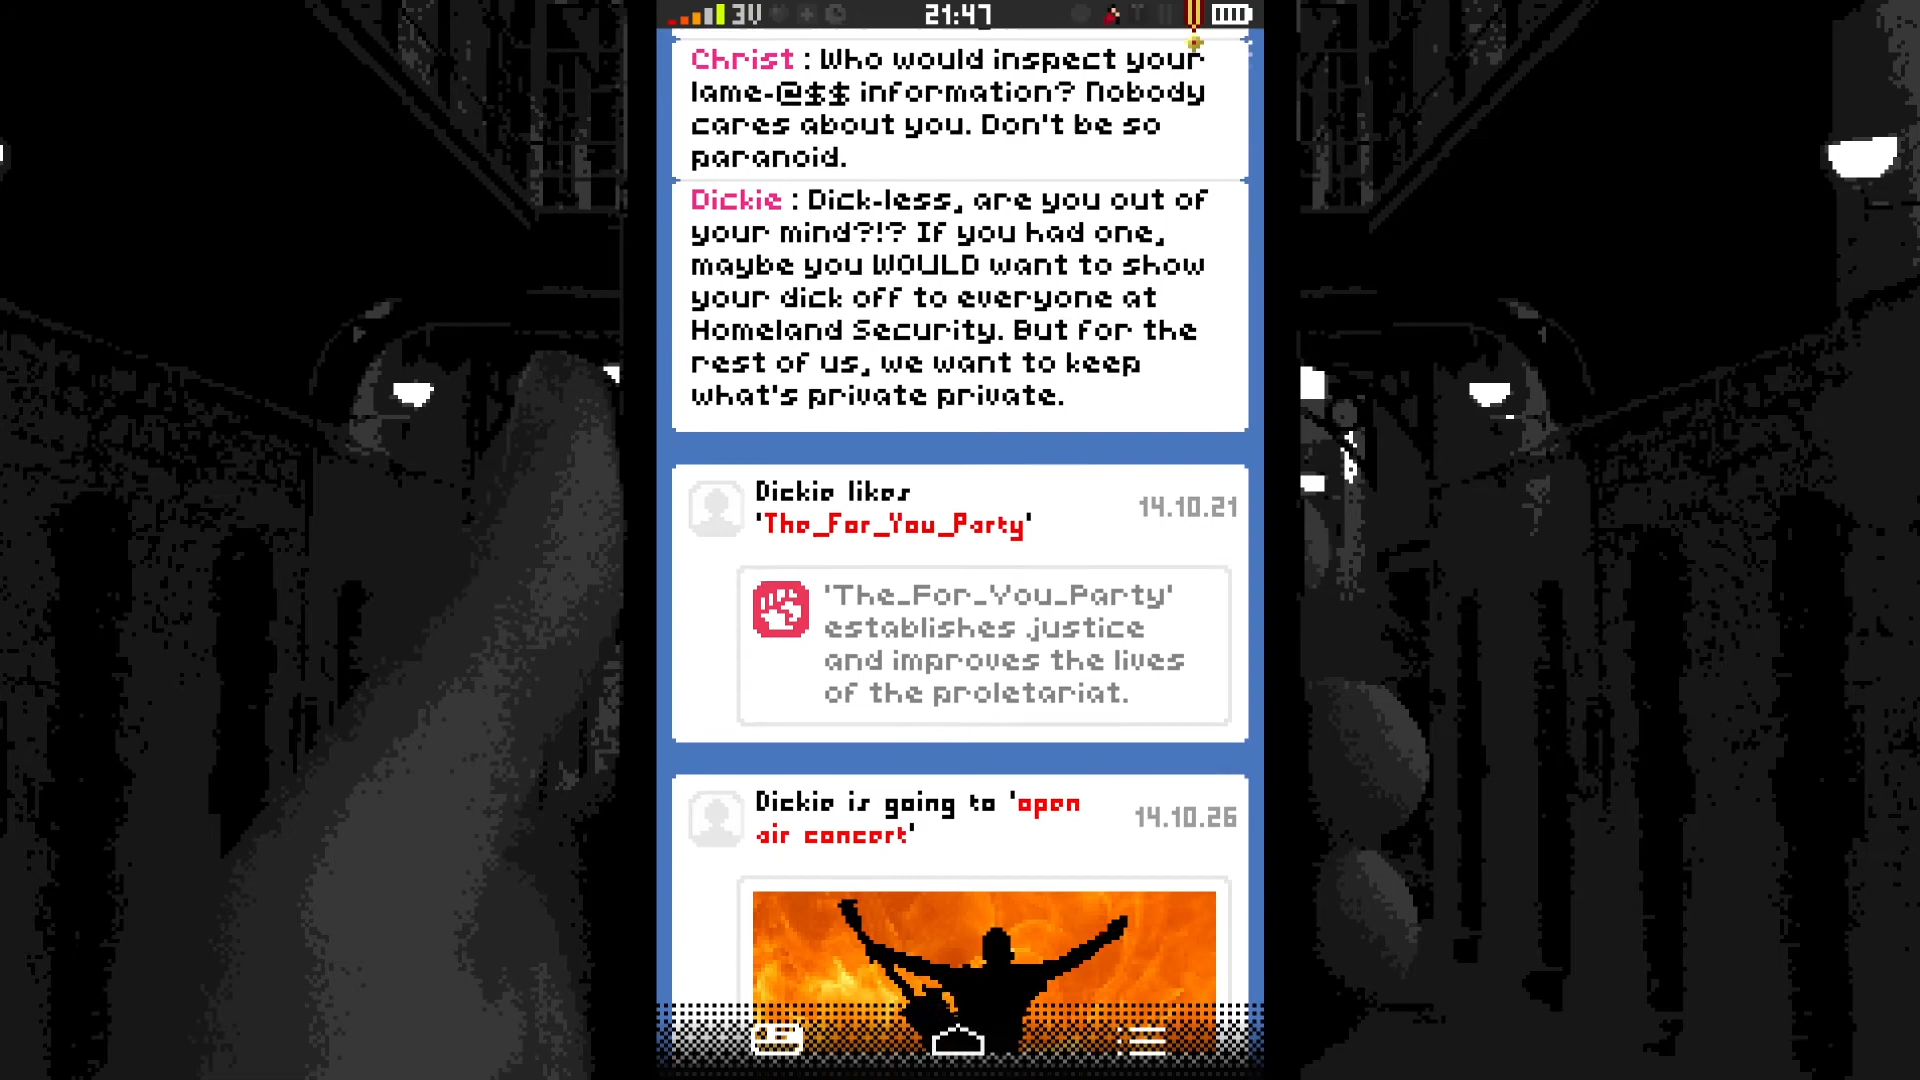 3V
21:47
Christ : Who would inspect your
lame-@$$ information? Nobody
cares about you. Don't be so
paranoid.
Dickie : Dick-less, are you out of
your mind?!? If you had one,
maybe you WOULD want to show
your dick off to everyone at
Homeland Security. But for the
rest of us, we want to keep
what's private private.
Dickie likes
'The_For_You_Party'
14.10.21
'The_For_You_Party'
establishes justice
and improves the lives
of the proletariat.
Dickie is going to 'open
air concert'
14.10.26